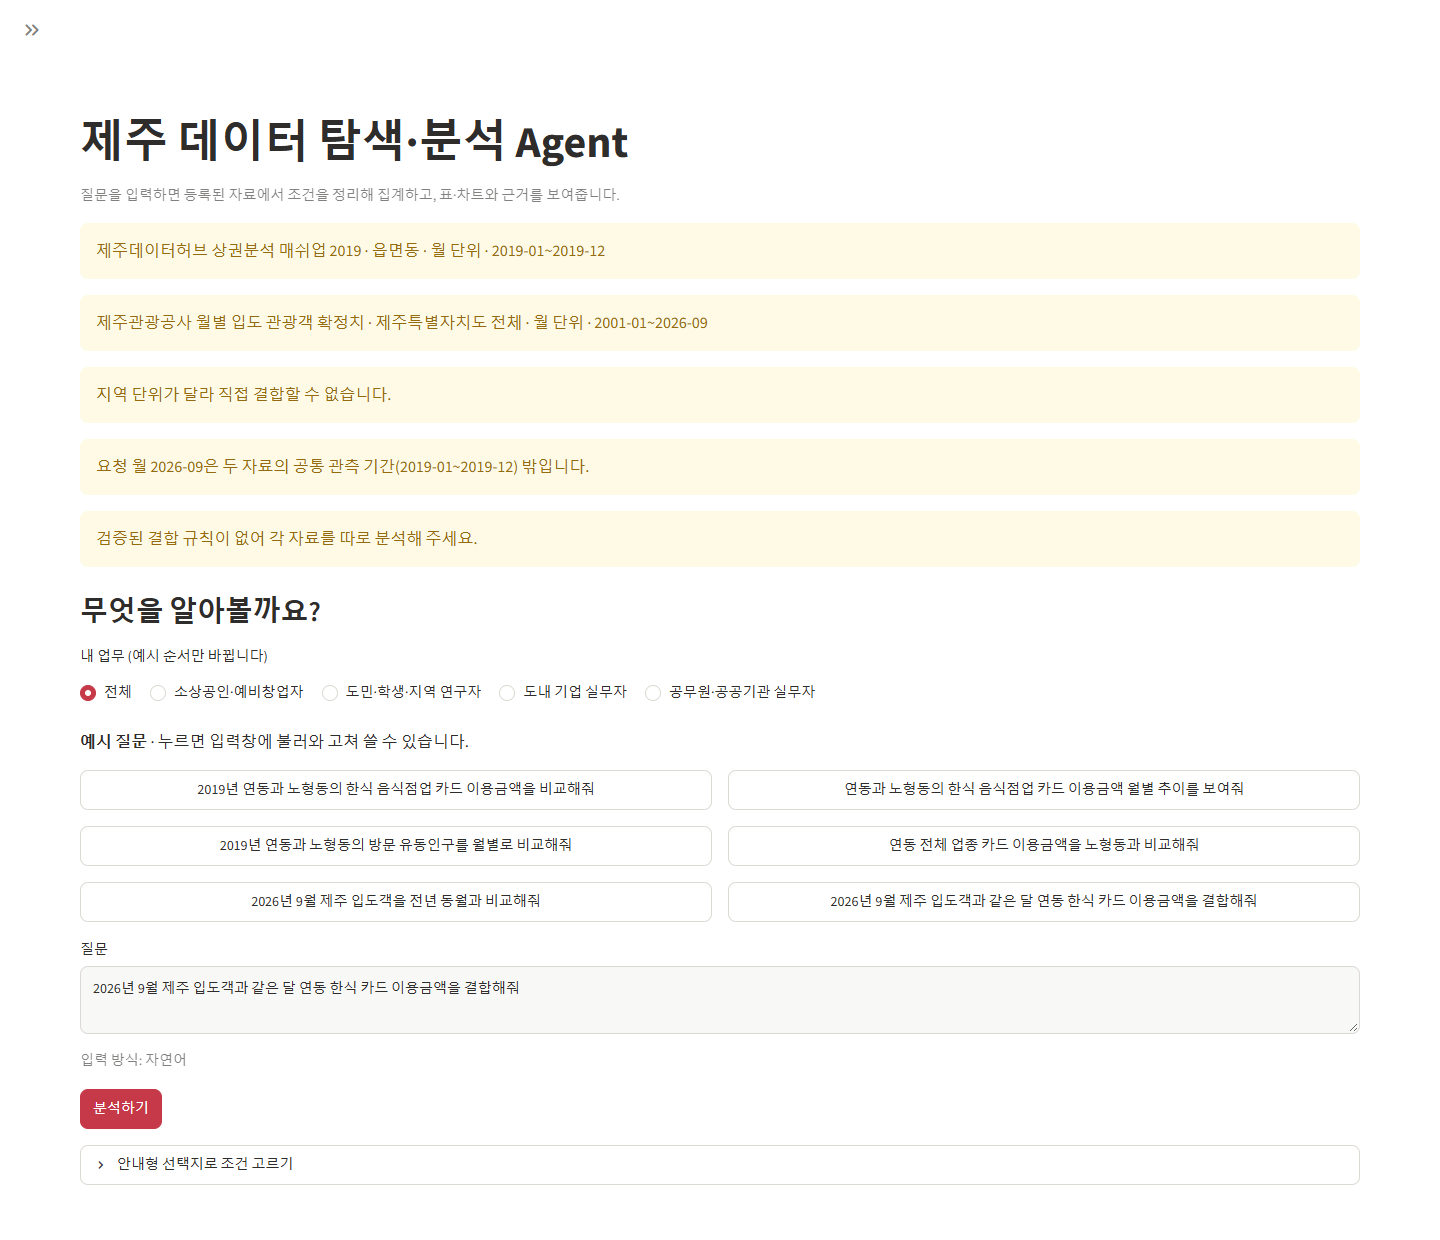 제주 데이터 탐색·분석 Agent
질문을 입력하면 등록된 자료에서 조건을 정리해 집계하고, 표·차트와 근거를 보여줍니다.
제주데이터허브 상권분석 매쉬업 2019 · 읍면동 · 월 단위 · 2019-01~2019-12
제주관광공사 월별 입도 관광객 확정치 · 제주특별자치도 전체 · 월 단위 · 2001-01~2026-09
지역 단위가 달라 직접 결합할 수 없습니다.
요청 월 2026-09은 두 자료의 공통 관측 기간(2019-01~2019-12) 밖입니다.
검증된 결합 규칙이 없어 각 자료를 따로 분석해 주세요.
무엇을 알아볼까요?
내 업무 (예시 순서만 바뀝니다)
전체 소상공인·예비창업자 도민·학생·지역 연구자 도내 기업 실무자 공무원·공공기관 실무자
예시 질문 · 누르면 입력창에 불러와 고쳐 쓸 수 있습니다.
2019년 연동과 노형동의 한식 음식점업 카드 이용금액을 비교해줘
연동과 노형동의 한식 음식점업 카드 이용금액 월별 추이를 보여줘
2019년 연동과 노형동의 방문 유동인구를 월별로 비교해줘
연동 전체 업종 카드 이용금액을 노형동과 비교해줘
2026년 9월 제주 입도객을 전년 동월과 비교해줘
2026년 9월 제주 입도객과 같은 달 연동 한식 카드 이용금액을 결합해줘
질문
2026년 9월 제주 입도객과 같은 달 연동 한식 카드 이용금액을 결합해줘
입력 방식: 자연어
분석하기
안내형 선택지로 조건 고르기